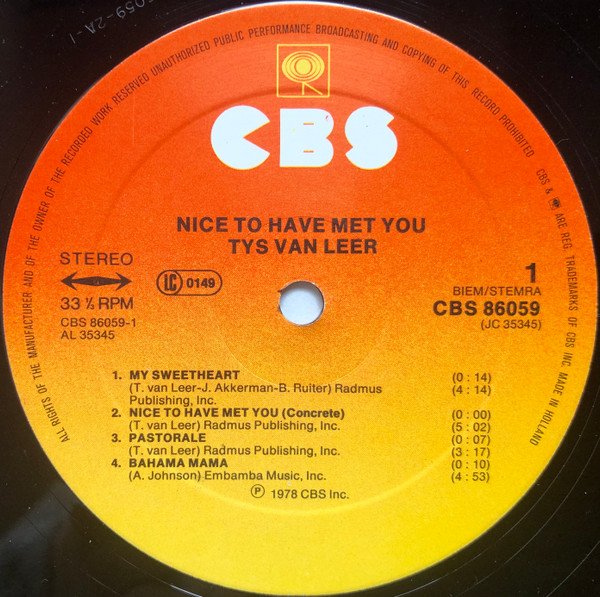 ALL RIGHTS OF THE MANUFACTURER AND OF THE OWNER OF THE RECORDED WORK RESERVED UNAUTHORIZED PUBLIC PERFORMANCE BROADCASTING AND COPYING OF THIS RECORD PROHIBITED CBS & ARE REG. TRADEMARKS OF CBS INC. MADE IN HOLLAND
CBS
NICE TO HAVE MET YOU
TYS VAN LEER
STEREO
33 ⅓ RPM
CBS 86059-1
AL 35345
LC 0149
1
BIEM/STEMRA
CBS 86059
(JC 35345)
1. MY SWEETHEART (0 : 14)
(T. van Leer-J. Akkerman-B. Ruiter) Radmus (4 : 14)
Publishing, Inc.
2. NICE TO HAVE MET YOU (Concrete) (0 : 00)
(T. van Leer) Radmus Publishing, Inc. (5 : 02)
3. PASTORALE (0 : 07)
(T. van Leer) Radmus Publishing, Inc. (3 : 17)
4. BAHAMA MAMA (0 : 10)
(A. Johnson) Embamba Music, Inc. (4 : 53)
℗ 1978 CBS Inc.